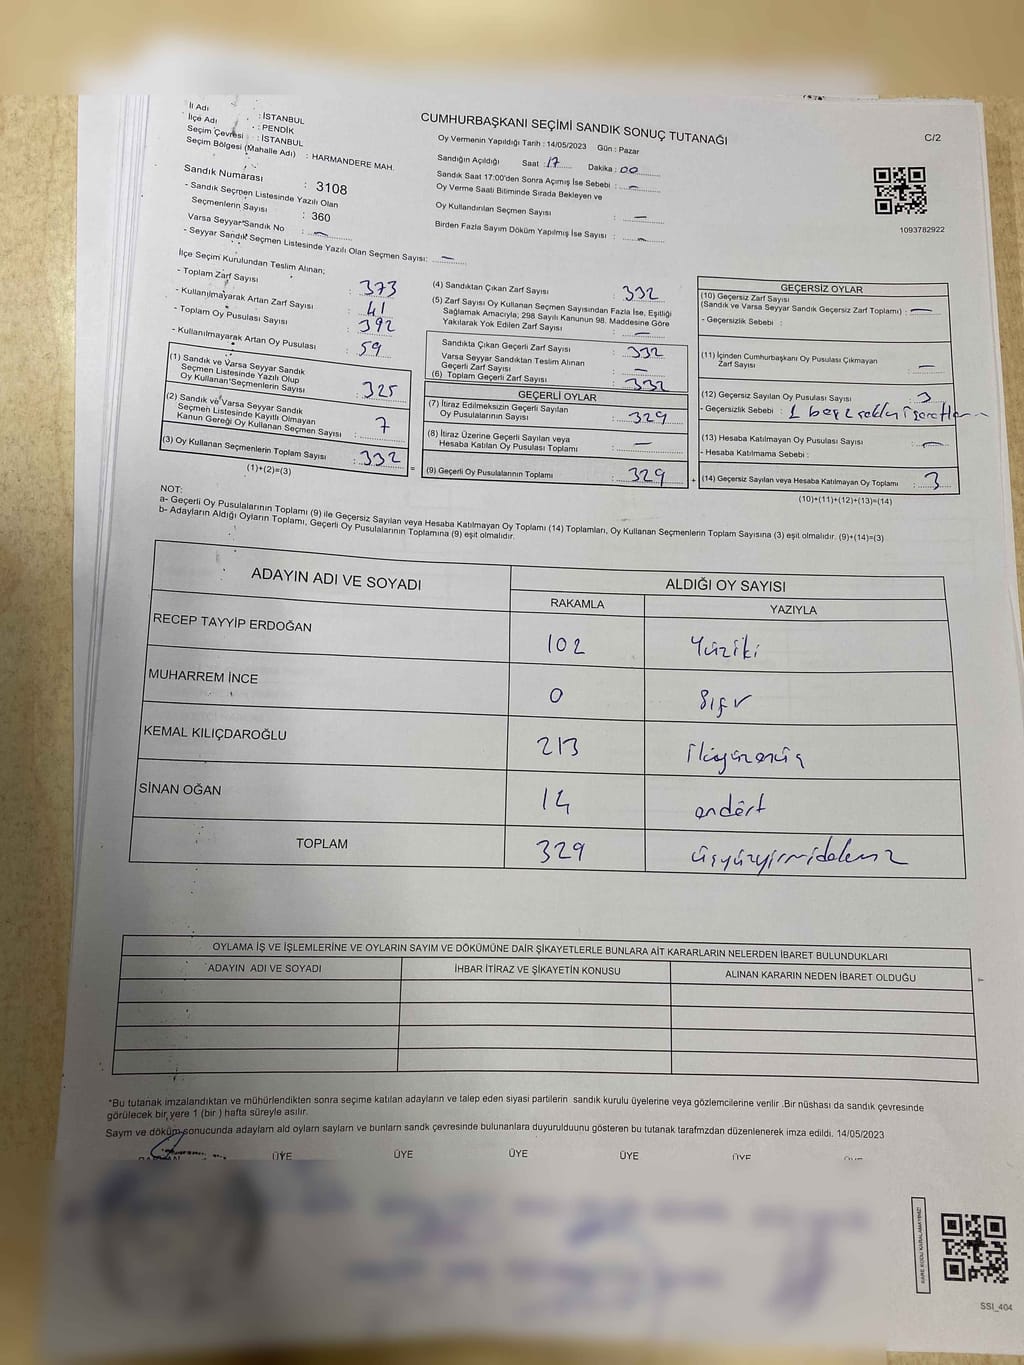 CUMHURBAŞKANI SEÇİMİ SANDIK SONUÇ TUTANAĞI
C/2
İl Adı : İSTANBUL
İlçe Adı : PENDİK
Seçim Çevresi : İSTANBUL
Seçim Bölgesi (Mahalle Adı) : HARMANDERE MAH.
Sandık Numarası : 3108
- Sandık Seçmen Listesinde Yazılı Olan
Seçmenlerin Sayısı : 360
Varsa Seyyar Sandık No : —
- Seyyar Sandık Seçmen Listesinde Yazılı Olan Seçmen Sayısı: —
Oy Vermenin Yapıldığı Tarih : 14/05/2023 Gün : Pazar
Sandığın Açıldığı Saat : 17 Dakika : 00
Sandık Saat 17:00'den Sonra Açımış İse Sebebi : —
Oy Verme Saati Bitiminde Sırada Bekleyen ve
Oy Kullandırılan Seçmen Sayısı : —
Birden Fazla Sayım Döküm Yapılmış İse Sayısı : —
1093782922
İlçe Seçim Kurulundan Teslim Alınan;
- Toplam Zarf Sayısı : 373
- Kullanılmayarak Artan Zarf Sayısı : 41
- Toplam Oy Pusulası Sayısı : 392
- Kullanılmayarak Artan Oy Pusulası : 59
(1) Sandık ve Varsa Seyyar Sandık
Seçmen Listesinde Yazılı Olup
Oy Kullanan Seçmenlerin Sayısı : 325
(2) Sandık ve Varsa Seyyar Sandık
Seçmen Listesinde Kayıtlı Olmayan
Kanun Gereği Oy Kullanan Seçmen Sayısı : 7
(3) Oy Kullanan Seçmenlerin Toplam Sayısı : 332
(1)+(2)=(3)
=
(4) Sandıktan Çıkan Zarf Sayısı : 332
(5) Zarf Sayısı Oy Kullanan Seçmen Sayısından Fazla İse, Eşitliği
Sağlamak Amacıyla; 298 Sayılı Kanunun 98. Maddesine Göre
Yakılarak Yok Edilen Zarf Sayısı : —
Sandıkta Çıkan Geçerli Zarf Sayısı : 332
Varsa Seyyar Sandıktan Teslim Alınan
Geçerli Zarf Sayısı : —
(6) Toplam Geçerli Zarf Sayısı : 332
GEÇERLİ OYLAR
(7) İtiraz Edilmeksizin Geçerli Sayılan
Oy Pusulalarının Sayısı : 329
(8) İtiraz Üzerine Geçerli Sayılan veya
Hesaba Katılan Oy Pusulası Toplamı : —
(9) Geçerli Oy Pusulalarının Toplamı : 329
+
GEÇERSİZ OYLAR
(10) Geçersiz Zarf Sayısı
(Sandık ve Varsa Seyyar Sandık Geçersiz Zarf Toplamı) : —
- Geçersizlik Sebebi :
(11) İçinden Cumhurbaşkanı Oy Pusulası Çıkmayan
Zarf Sayısı : —
(12) Geçersiz Sayılan Oy Pusulası Sayısı : 3
- Geçersizlik Sebebi : 1 boş
(13) Hesaba Katılmayan Oy Pusulası Sayısı : —
- Hesaba Katılmama Sebebi :
(14) Geçersiz Sayılan veya Hesaba Katılmayan Oy Toplamı : 3
(10)+(11)+(12)+(13)=(14)
NOT:
a- Geçerli Oy Pusulalarının Toplamı (9) ile Geçersiz Sayılan veya Hesaba Katılmayan Oy Toplamı (14) Toplamları, Oy Kullanan Seçmenlerin Toplam Sayısına (3) eşit olmalıdır. (9)+(14)=(3)
b- Adayların Aldığı Oyların Toplamı, Geçerli Oy Pusulalarının Toplamına (9) eşit olmalıdır.
ADAYIN ADI VE SOYADI ALDIĞI OY SAYISI
RAKAMLA YAZIYLA
RECEP TAYYİP ERDOĞAN 102 Yüziki
MUHARREM İNCE 0 Sıfır
KEMAL KILIÇDAROĞLU 213 ikiyüzonüç
SİNAN OĞAN 14 ondört
TOPLAM 329 üçyüzyirmidokuz
OYLAMA İŞ VE İŞLEMLERİNE VE OYLARIN SAYIM VE DÖKÜMÜNE DAİR ŞİKAYETLERLE BUNLARA AİT KARARLARIN NELERDEN İBARET BULUNDUKLARI
ADAYIN ADI VE SOYADI İHBAR İTİRAZ VE ŞİKAYETİN KONUSU ALINAN KARARIN NEDEN İBARET OLDUĞU
*Bu tutanak imzalandıktan ve mühürlendikten sonra seçime katılan adayların ve talep eden siyasi partilerin sandık kurulu üyelerine veya gözlemcilerine verilir .Bir nüshası da sandık çevresinde
görülecek bir yere 1 (bir ) hafta süreyle asılır.
Sayım ve döküm sonucunda adayların ald oyların sayların ve bunların sandk çevresinde bulunanlara duyurulduunu gösteren bu tutanak tarafmzdan düzenlenerek imza edildi. 14/05/2023
ÜYE ÜYE ÜYE ÜYE ÜYE
KARE KODU KARALAMAYINIZ!
SSI_404